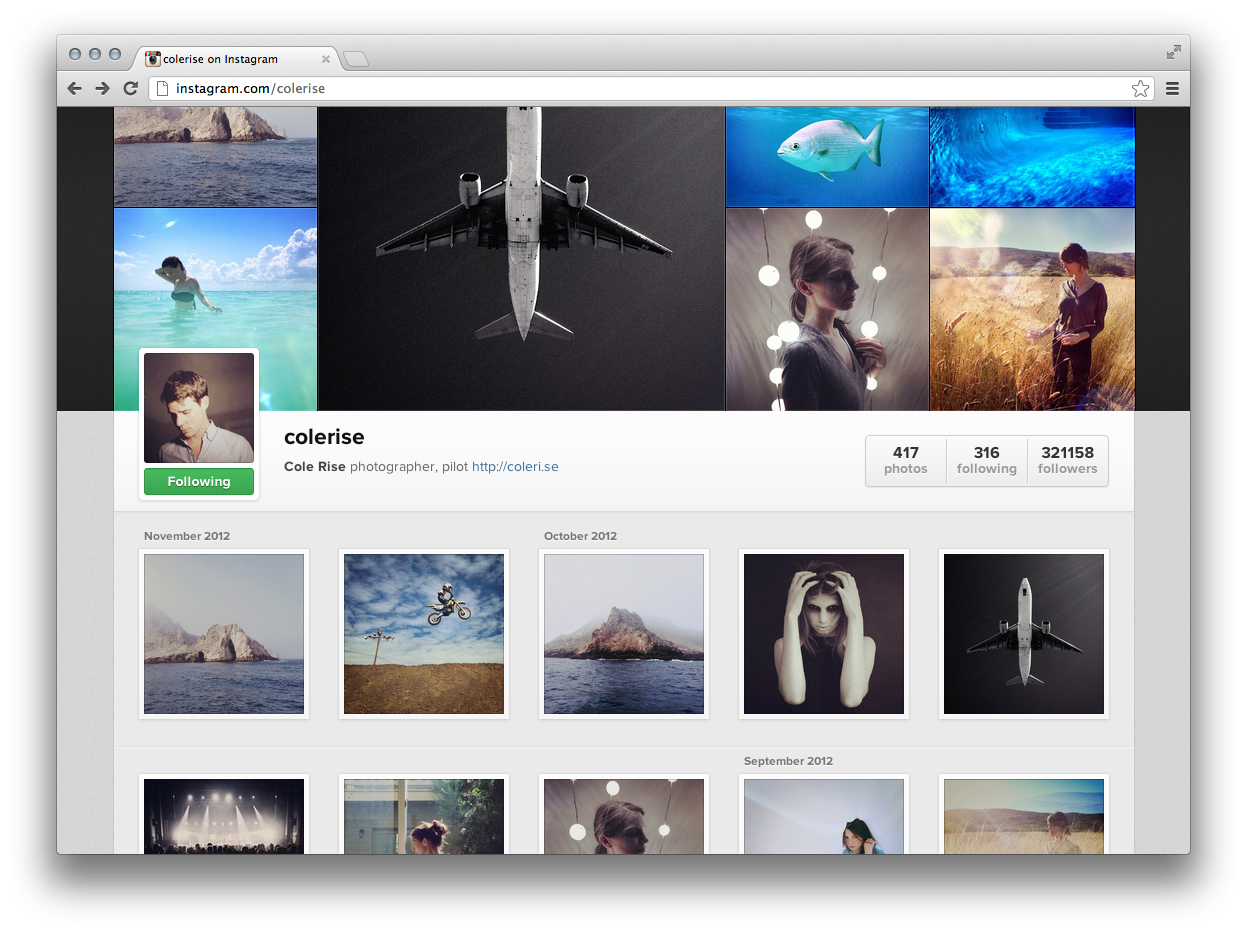 colerise on Instagram
instagram.com/colerise
colerise
Cole Rise photographer, pilot http://coleri.se
Following
417 316 321158
photos following followers
November 2012
October 2012
September 2012